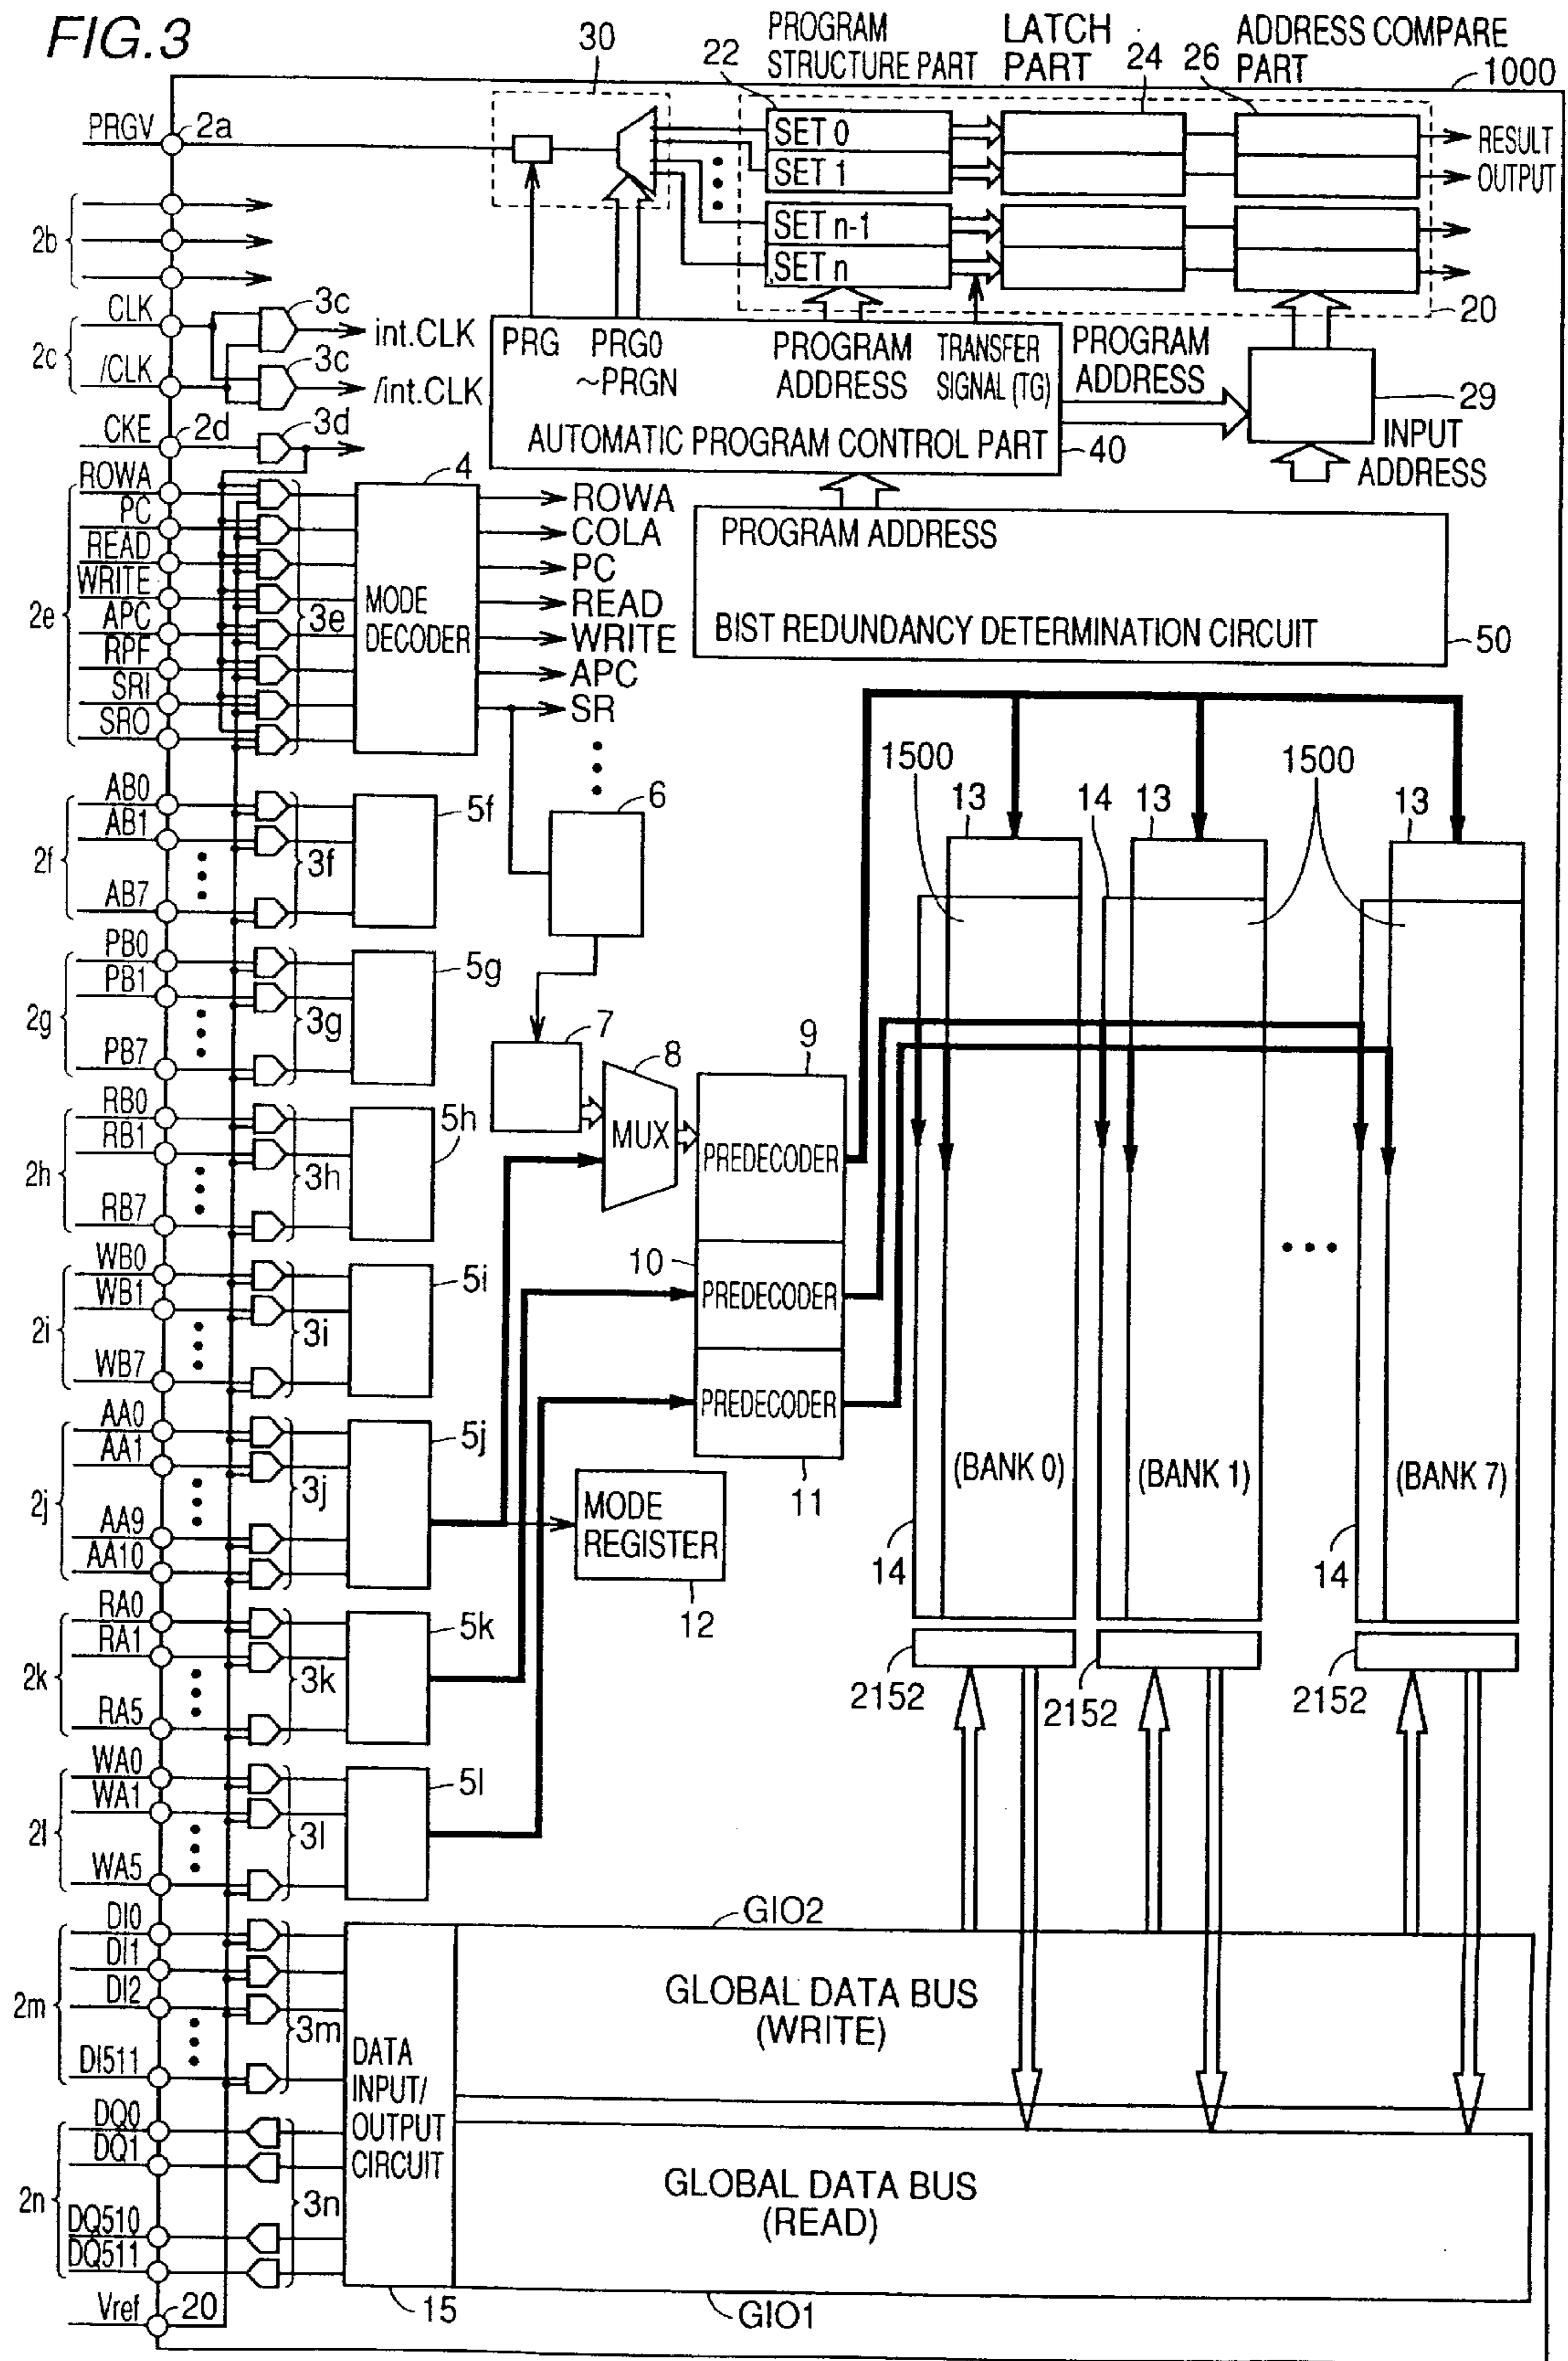 FIG.3
30
PROGRAM
STRUCTURE PART
22
LATCH
PART
24
26
ADDRESS COMPARE
PART
1000
PRGV
2a
SET 0
SET 1
SET n-1
SET n
RESULT
OUTPUT
20
2b
CLK
/CLK
2c
3c
int.CLK
3c
/int.CLK
PRG
PRG0
~PRGN
PROGRAM
ADDRESS
TRANSFER
SIGNAL (TG)
AUTOMATIC PROGRAM CONTROL PART
40
PROGRAM
ADDRESS
29
INPUT
ADDRESS
CKE
2d
3d
ROWA
PC
READ
WRITE
APC
RPF
SRI
SRO
2e
3e
4
MODE
DECODER
ROWA
COLA
PC
READ
WRITE
APC
SR
PROGRAM ADDRESS
BIST REDUNDANCY DETERMINATION CIRCUIT
50
AB0
AB1
AB7
2f
3f
5f
6
1500
13
14
13
1500
13
PB0
PB1
PB7
2g
3g
5g
7
8
MUX
9
PREDECODER
10
PREDECODER
PREDECODER
11
RB0
RB1
RB7
2h
3h
5h
WB0
WB1
WB7
2i
3i
5i
AA0
AA1
AA9
AA10
2j
3j
5j
MODE
REGISTER
12
(BANK 0)
(BANK 1)
(BANK 7)
14
14
RA0
RA1
RA5
2k
3k
5k
2152
2152
2152
WA0
WA1
WA5
2l
3l
5l
DI0
DI1
DI2
DI511
2m
3m
GIO2
GLOBAL DATA BUS
(WRITE)
DATA
INPUT/
OUTPUT
CIRCUIT
DQ0
DQ1
DQ510
DQ511
2n
3n
GLOBAL DATA BUS
(READ)
Vref
20
15
GIO1